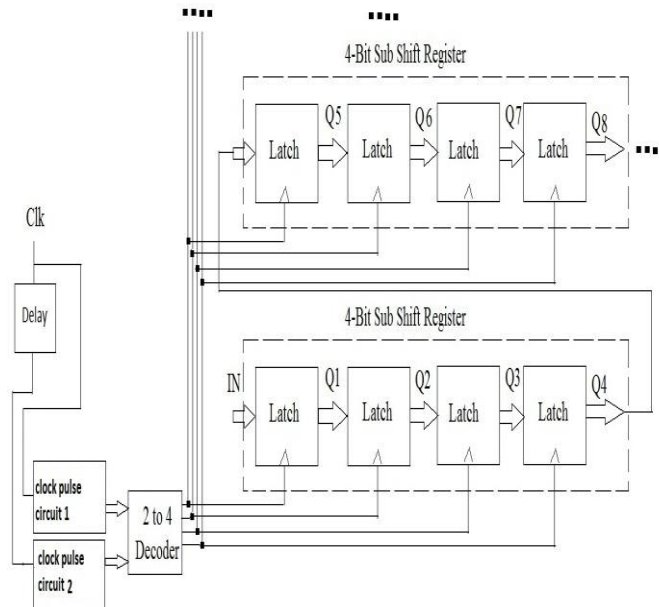 4-Bit Sub Shift Register
Q5 Q6 Q7 Q8
Latch Latch Latch Latch
Clk
Delay
4-Bit Sub Shift Register
IN Q1 Q2 Q3 Q4
Latch Latch Latch Latch
clock pulse
circuit 1
2 to 4
Decoder
clock pulse
circuit 2